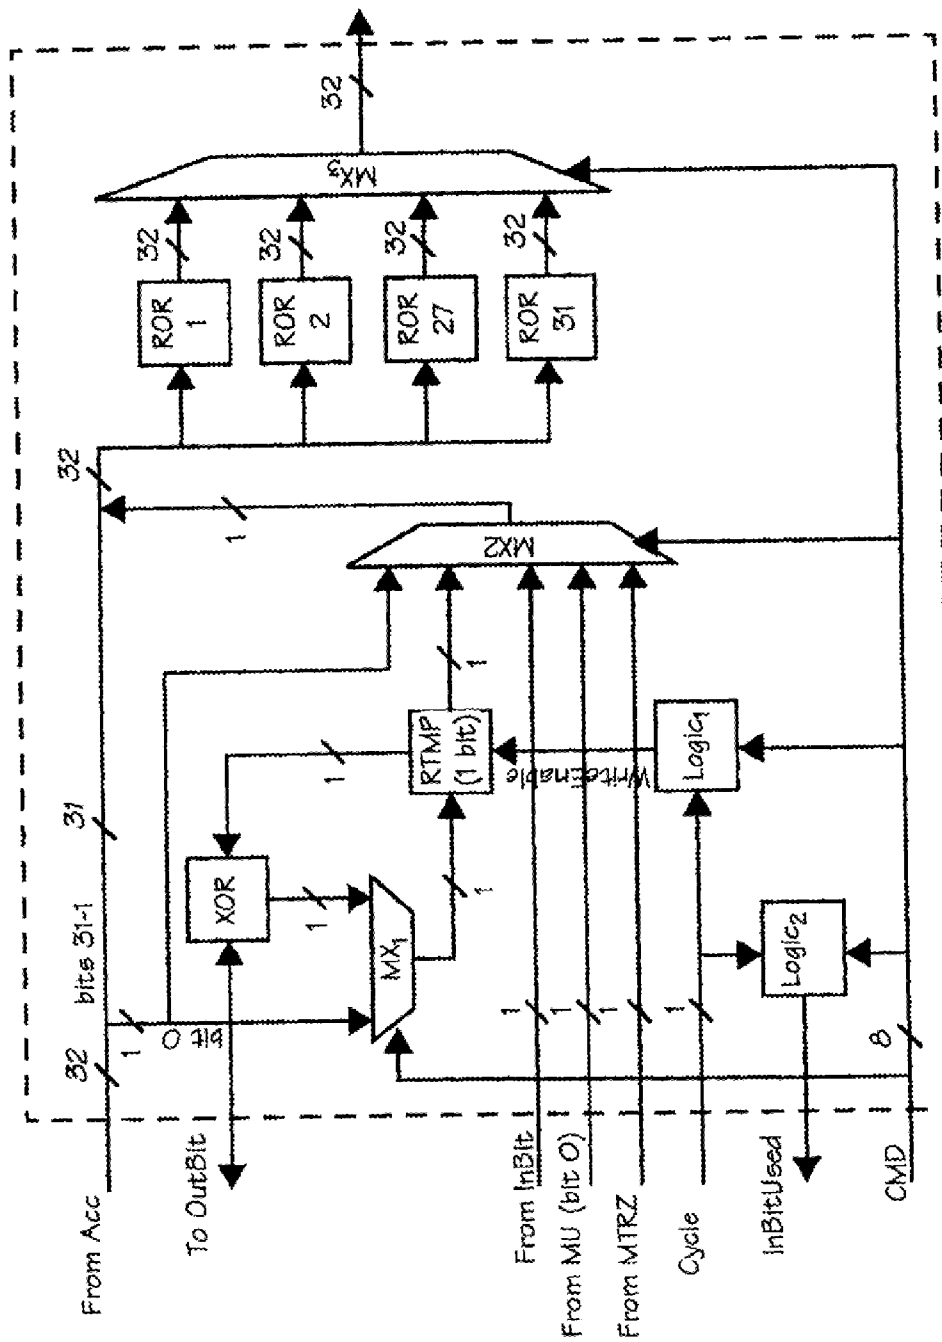 From Acc
32
1
bit 0
bits 31-1
31
32
To OutBit
XOR
1
1
MX1
1
RTMP
(1 bit)
1
1
WriteEnable
MX2
1
ROR
1
32
ROR
2
32
ROR
27
32
ROR
31
32
MX3
32
From InBit
1
From MU (bit 0)
1
From MTRZ
1
Cycle
1
Logic1
InBitUsed
Logic2
CMD
8